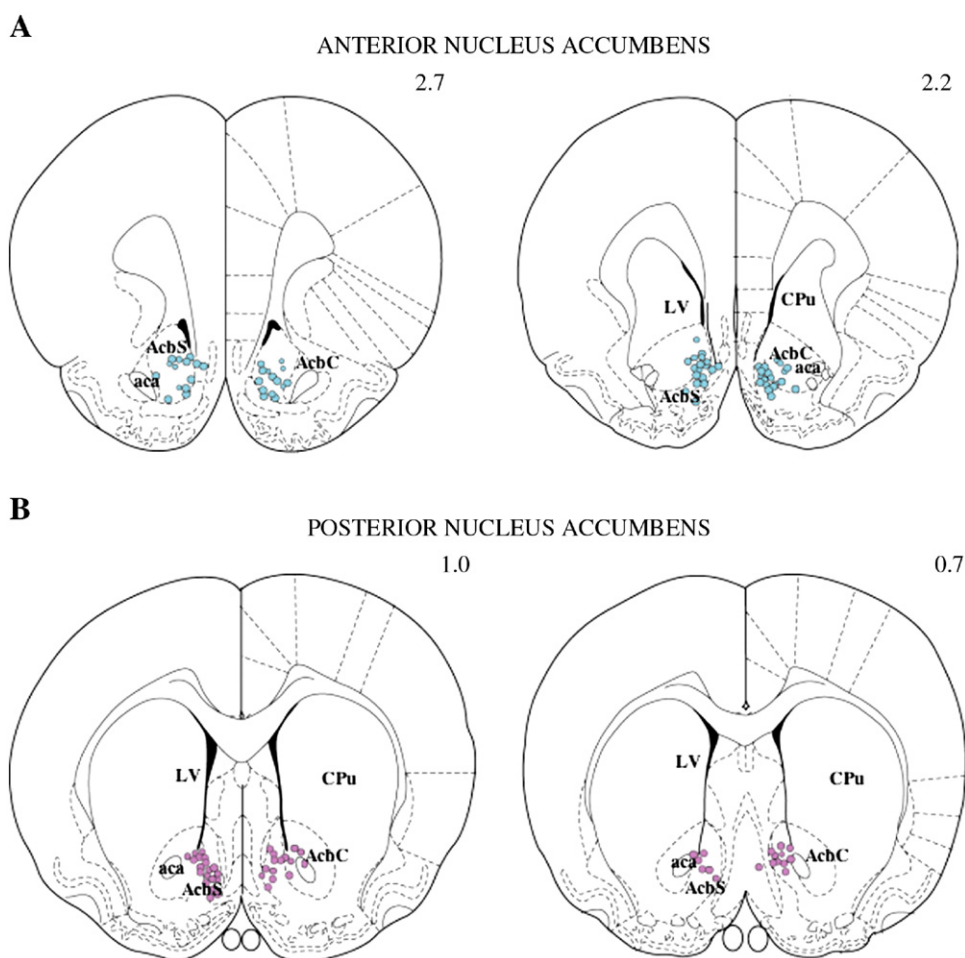 A
ANTERIOR NUCLEUS ACCUMBENS
2.7
2.2
LV
CPu
AcbS
AcbC
aca
AcbC
aca
AcbS
B
POSTERIOR NUCLEUS ACCUMBENS
1.0
0.7
LV
CPu
LV
CPu
aca
AcbC
AcbS
aca
AcbC
AcbS